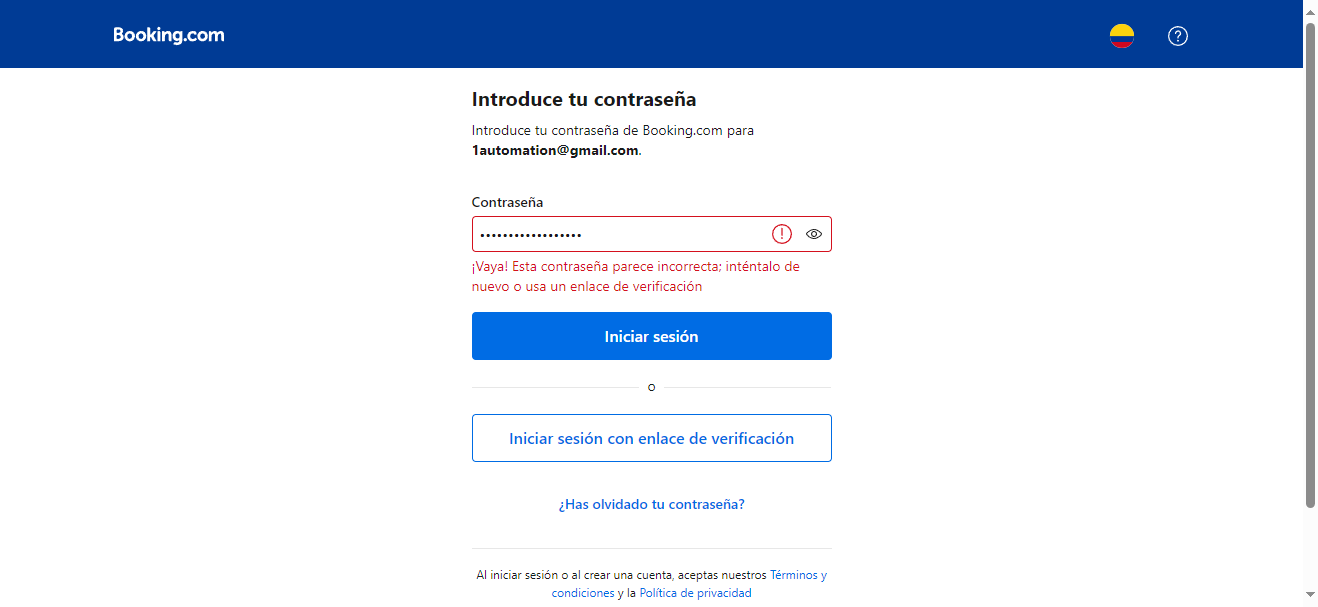 Booking.com
Introduce tu contraseña
Introduce tu contraseña de Booking.com para
1automation@gmail.com.
Contraseña
••••••••••••••••••
¡Vaya! Esta contraseña parece incorrecta; inténtalo de
nuevo o usa un enlace de verificación
Iniciar sesión
o
Iniciar sesión con enlace de verificación
¿Has olvidado tu contraseña?
Al iniciar sesión o al crear una cuenta, aceptas nuestros Términos y
condiciones y la Política de privacidad